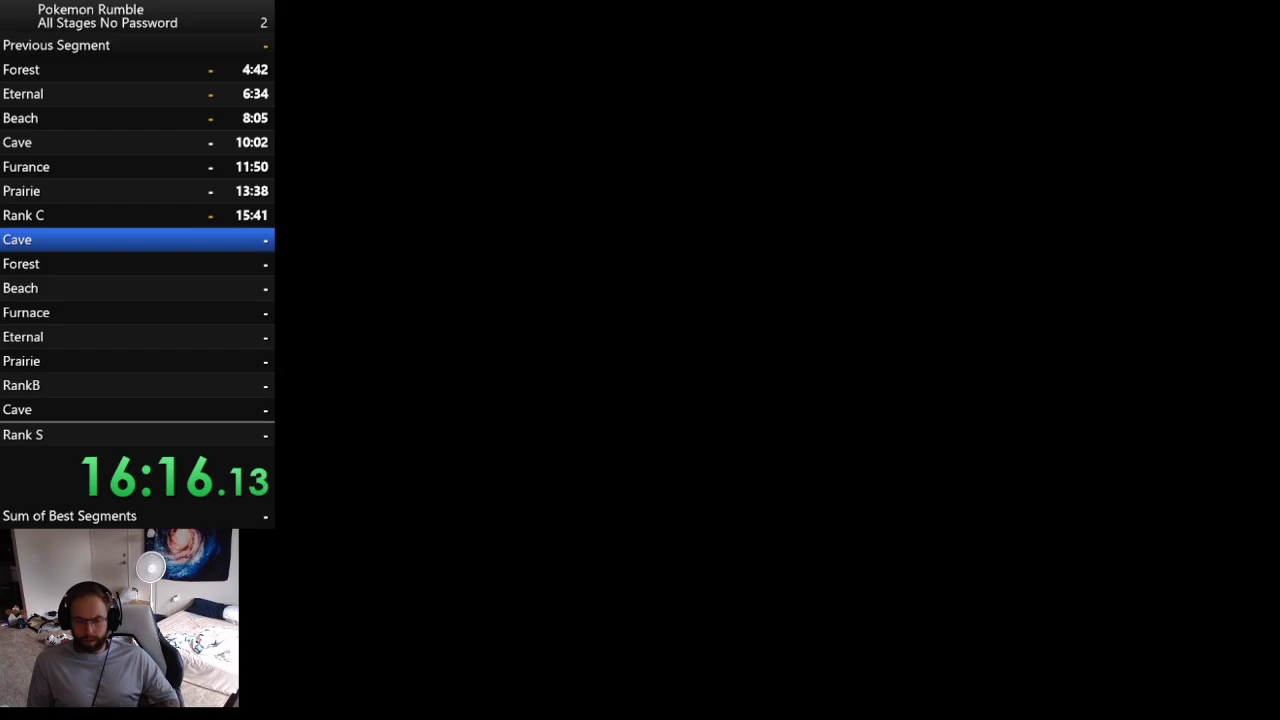 Pokemon Rumble
All Stages No Password 2
Previous Segment -
Forest - 4:42
Eternal - 6:34
Beach - 8:05
Cave - 10:02
Furance - 11:50
Prairie - 13:38
Rank C - 15:41
Cave -
Forest -
Beach -
Furnace -
Eternal -
Prairie -
RankB -
Cave -
Rank S -
16:16.13
Sum of Best Segments -